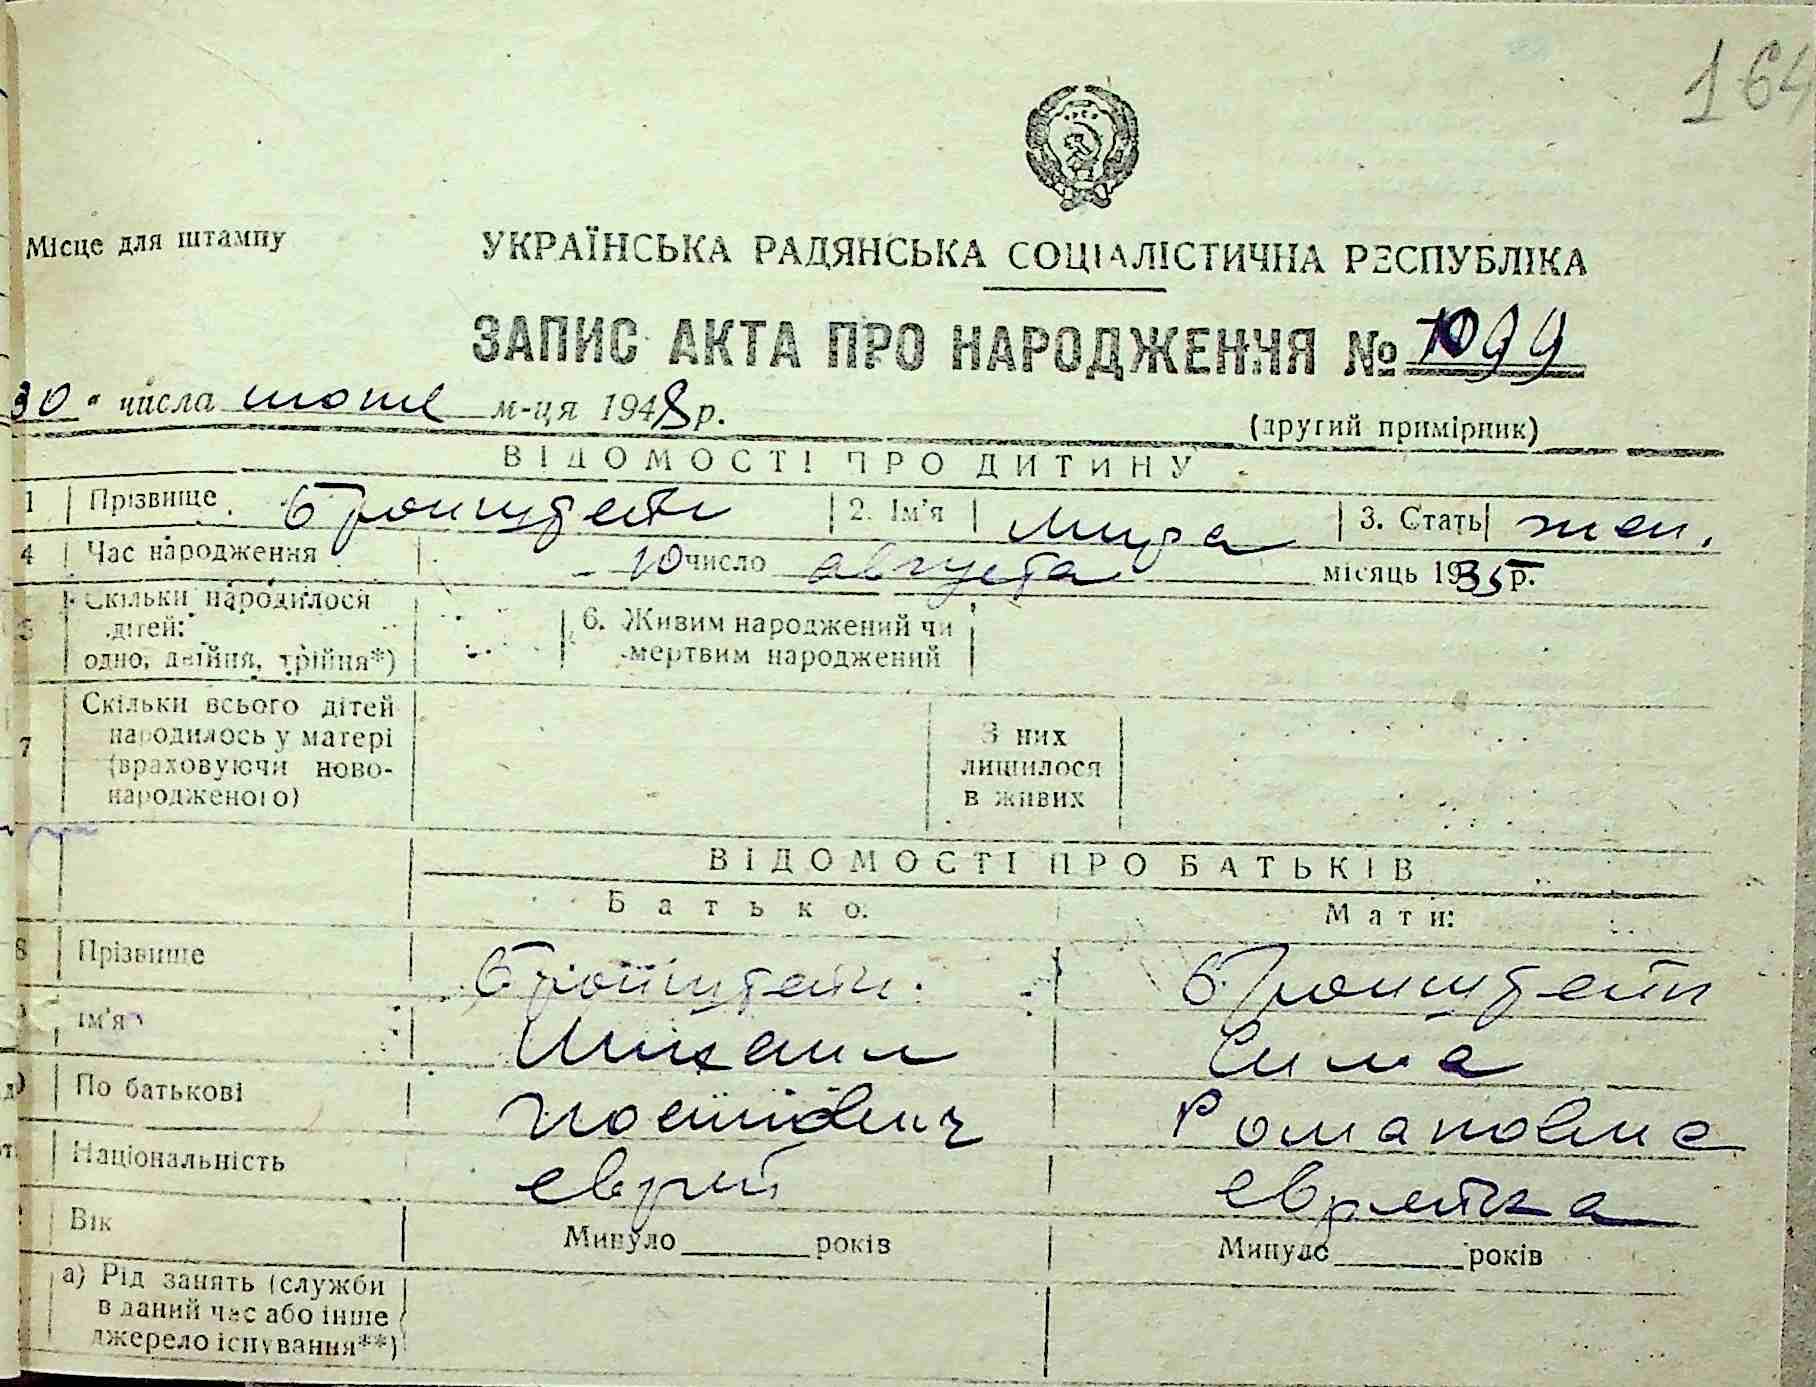 164
Місце для штампу
УКРАЇНСЬКА РАДЯНСЬКА СОЦІАЛІСТИЧНА РЕСПУБЛІКА
ЗАПИС АКТА ПРО НАРОДЖЕННЯ № 1099
30 " числа июня м-ця 1948 р.
(другий примірник)
ВІДОМОСТІ ПРО ДИТИНУ
1 Прізвище Бронштейн 2. Ім'я Мира 3. Стать жен.
4 Час народження 10 число августа місяць 1935 р.
5 Скільки народилося дітей: одно, двійня, трійня*)
6. Живим народжений чи мертвим народжений
7 Скільки всього дітей народилось у матері (враховуючи новонародженого)
З них лишилося в живих
ВІДОМОСТІ ПРО БАТЬКІВ
Батько: Мати:
8 Прізвище Бронштейн Бронштейн
Ім'я Михаил Сима
По батькові Романовна
Національність еврей еврейка
Вік Минуло років Минуло років
а) Рід занять (служби
в даний час або інше
джерело існування**)